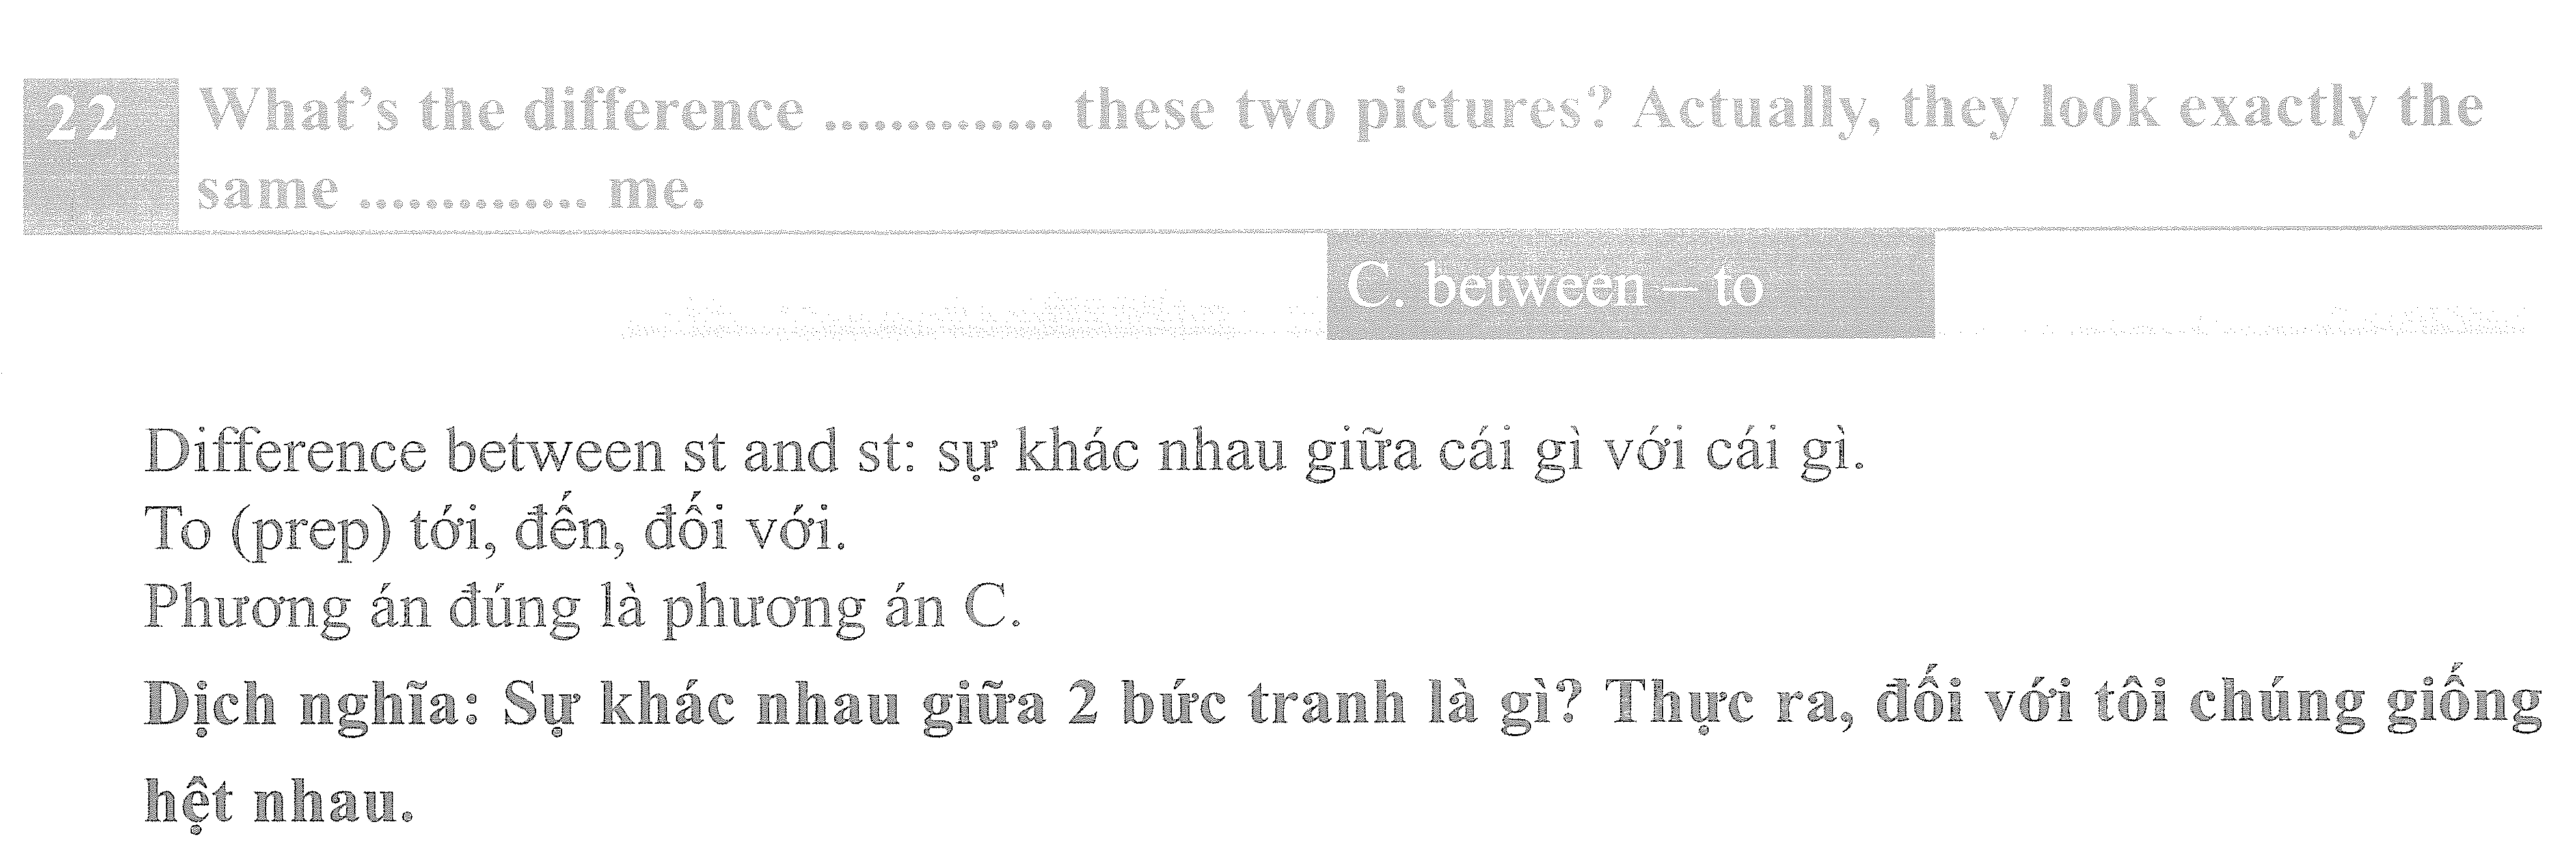 22 What's the difference ............. these two pictures? Actually, they look exactly the
same ............. me.
C. between – to
Difference between st and st: sự khác nhau giữa cái gì với cái gì.
To (prep) tới, đến, đối với.
Phương án đúng là phương án C.
Dịch nghĩa: Sự khác nhau giữa 2 bức tranh là gì? Thực ra, đối với tôi chúng giống
hệt nhau.